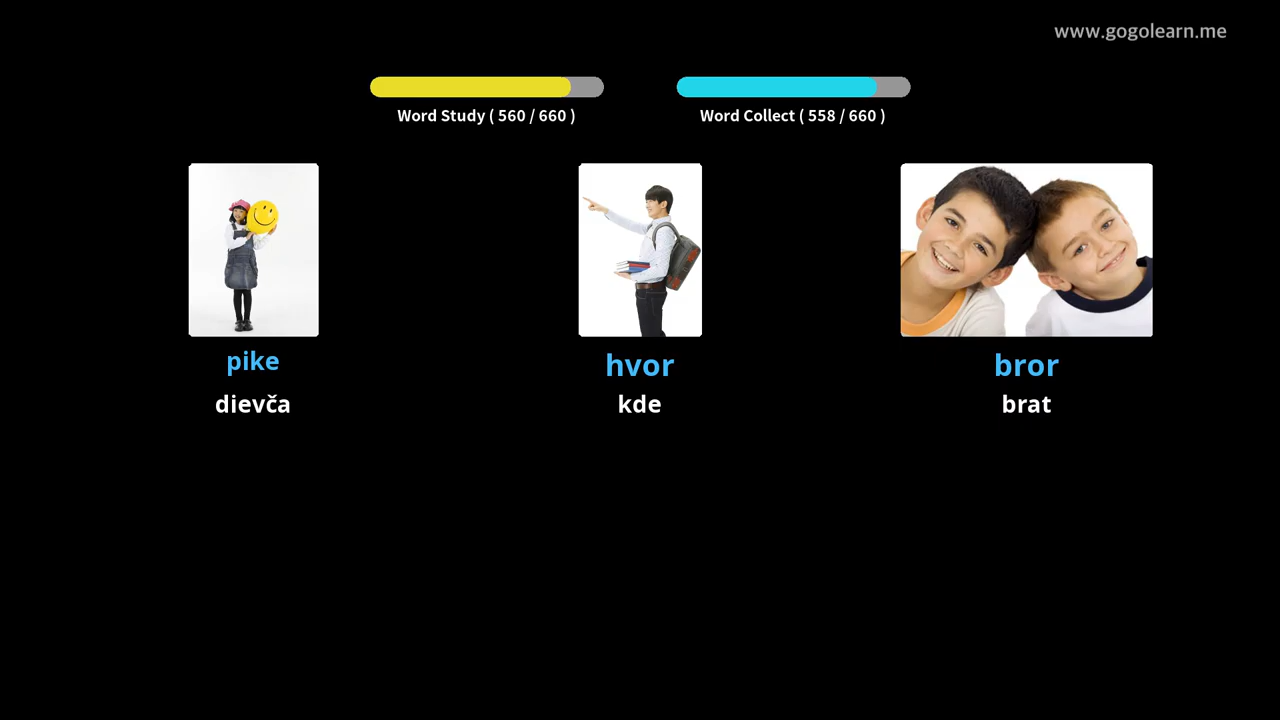 www.gogolearn.me
Word Study ( 560 / 660 )
Word Collect ( 558 / 660 )
pike
dievča
hvor
kde
bror
brat